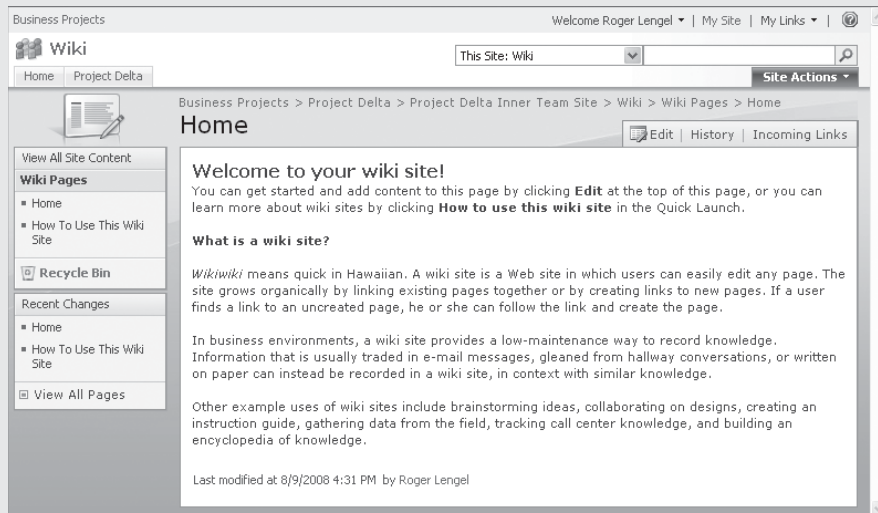 Business Projects
Welcome Roger Lengel | My Site | My Links |
Wiki
This Site: Wiki
Home Project Delta
Site Actions
Business Projects > Project Delta > Project Delta Inner Team Site > Wiki > Wiki Pages > Home
Home
Edit | History | Incoming Links
View All Site Content
Wiki Pages
Home
How To Use This Wiki
Site
Recycle Bin
Recent Changes
Home
How To Use This Wiki
Site
View All Pages
Welcome to your wiki site!
You can get started and add content to this page by clicking Edit at the top of this page, or you can
learn more about wiki sites by clicking How to use this wiki site in the Quick Launch.
What is a wiki site?
Wikiwiki means quick in Hawaiian. A wiki site is a Web site in which users can easily edit any page. The
site grows organically by linking existing pages together or by creating links to new pages. If a user
finds a link to an uncreated page, he or she can follow the link and create the page.
In business environments, a wiki site provides a low-maintenance way to record knowledge.
Information that is usually traded in e-mail messages, gleaned from hallway conversations, or written
on paper can instead be recorded in a wiki site, in context with similar knowledge.
Other example uses of wiki sites include brainstorming ideas, collaborating on designs, creating an
instruction guide, gathering data from the field, tracking call center knowledge, and building an
encyclopedia of knowledge.
Last modified at 8/9/2008 4:31 PM by Roger Lengel